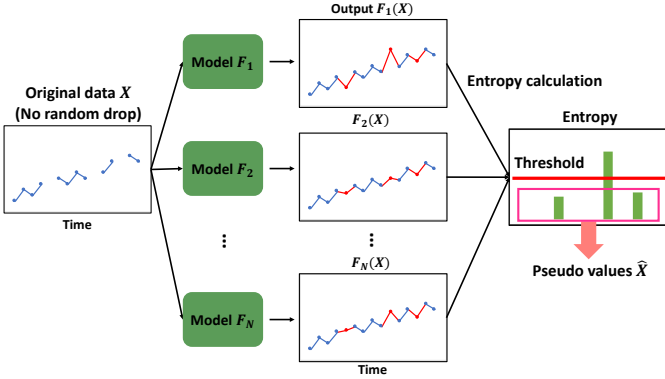 Output F₁(X)
Model F₁
Original data X
(No random drop)
Time
Entropy calculation
F₂(X)
Model F₂
Entropy
Threshold
⋮
⋮
F_N(X)
Model F_N
Pseudo values X̂
Time